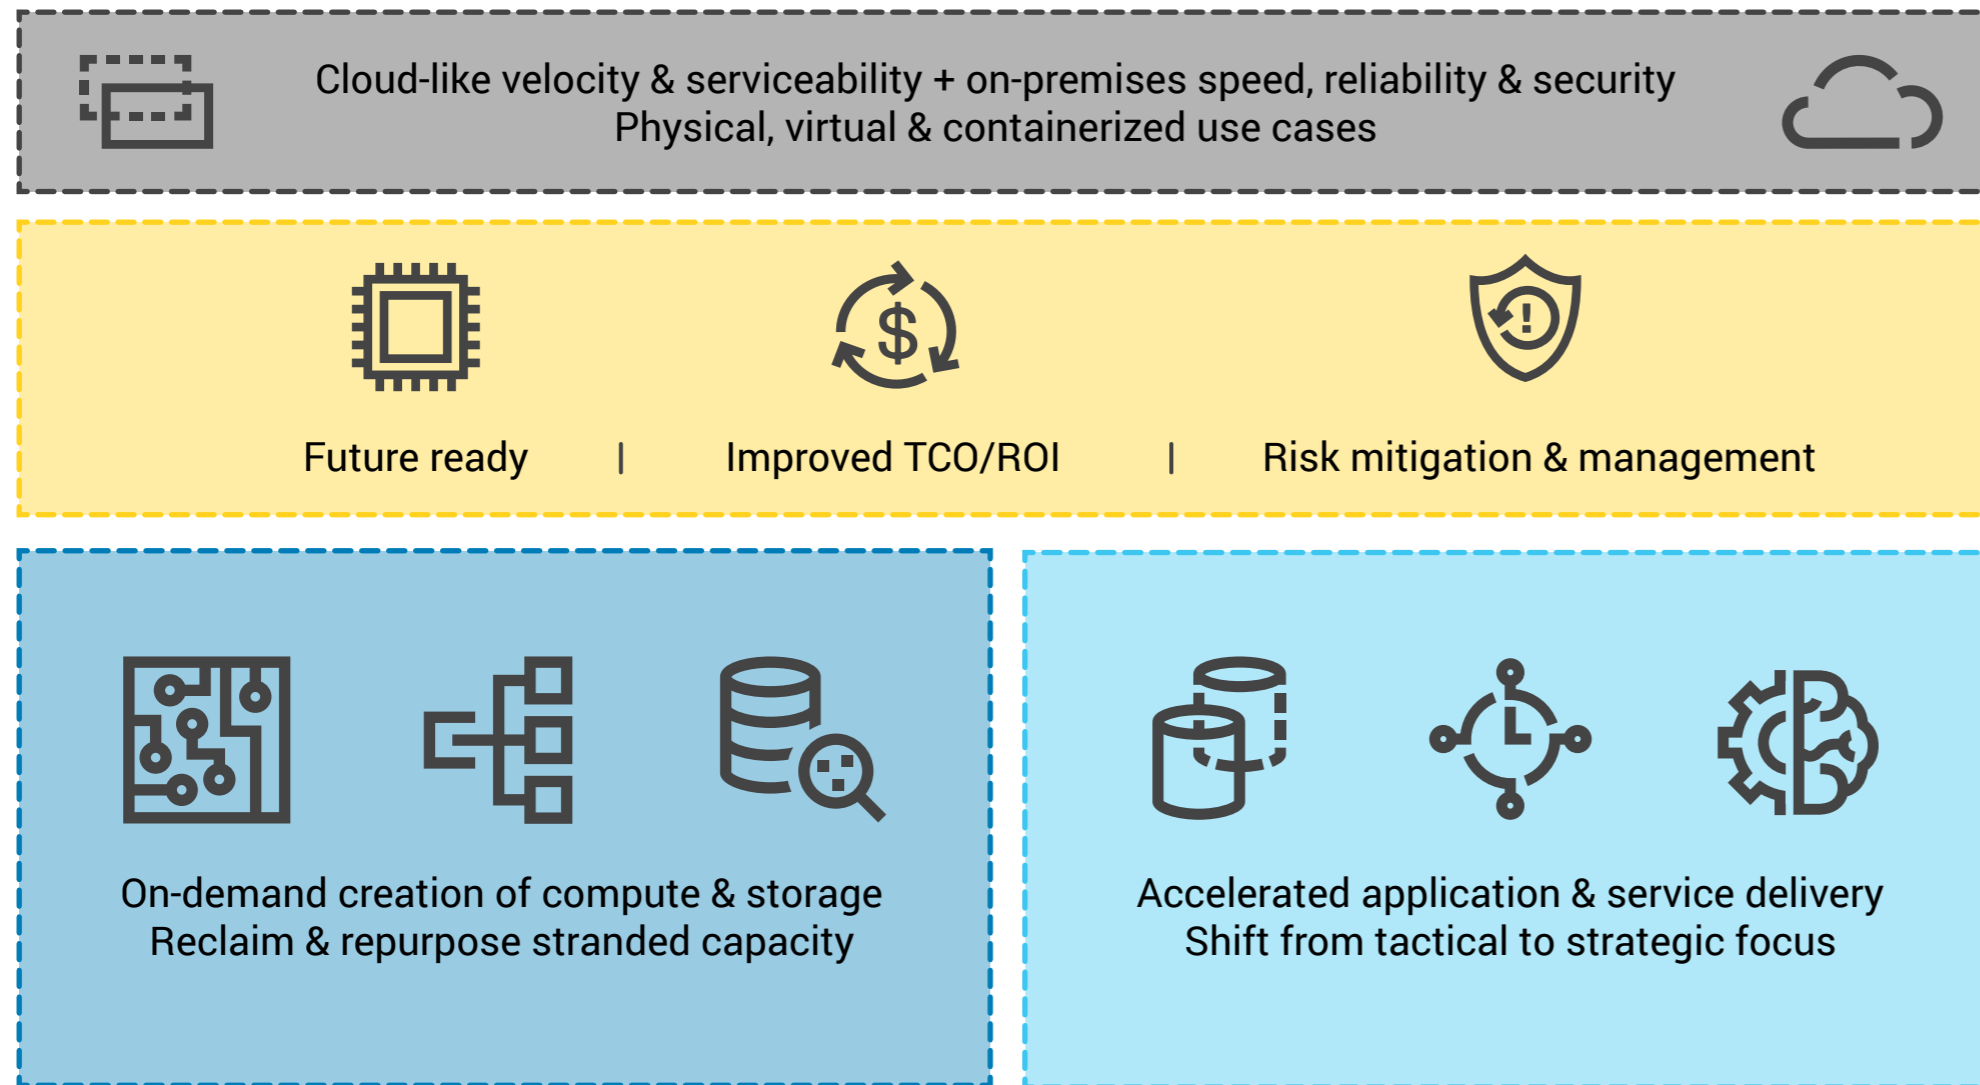 Cloud-like velocity & serviceability + on-premises speed, reliability & security
Physical, virtual & containerized use cases
$
!
Future ready | Improved TCO/ROI | Risk mitigation & management
On-demand creation of compute & storage
Reclaim & repurpose stranded capacity
Accelerated application & service delivery
Shift from tactical to strategic focus